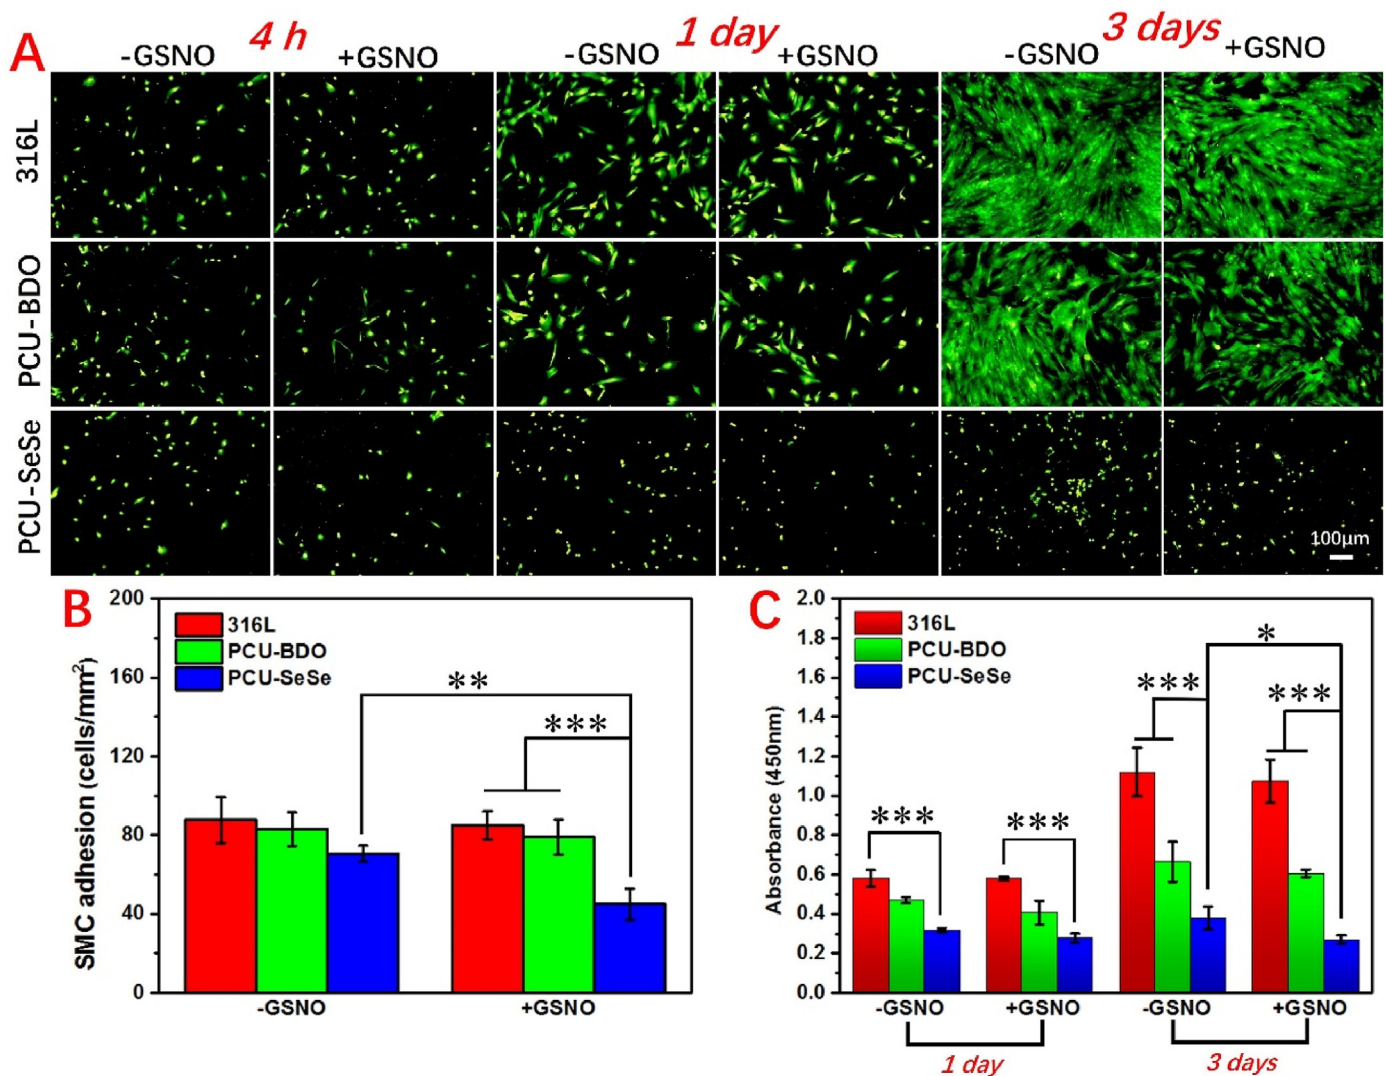 A
4 h
1 day
3 days
-GSNO
+GSNO
-GSNO
+GSNO
-GSNO
+GSNO
316L
PCU-BDO
PCU-SeSe
100μm
B
200
160
120
80
40
0
SMC adhesion (cells/mm²)
316L
PCU-BDO
PCU-SeSe
**
***
-GSNO
+GSNO
C
2.0
1.8
1.6
1.4
1.2
1.0
0.8
0.6
0.4
0.2
0.0
Absorbance (450nm)
316L
PCU-BDO
PCU-SeSe
***
***
***
*
***
-GSNO
+GSNO
-GSNO
+GSNO
1 day
3 days